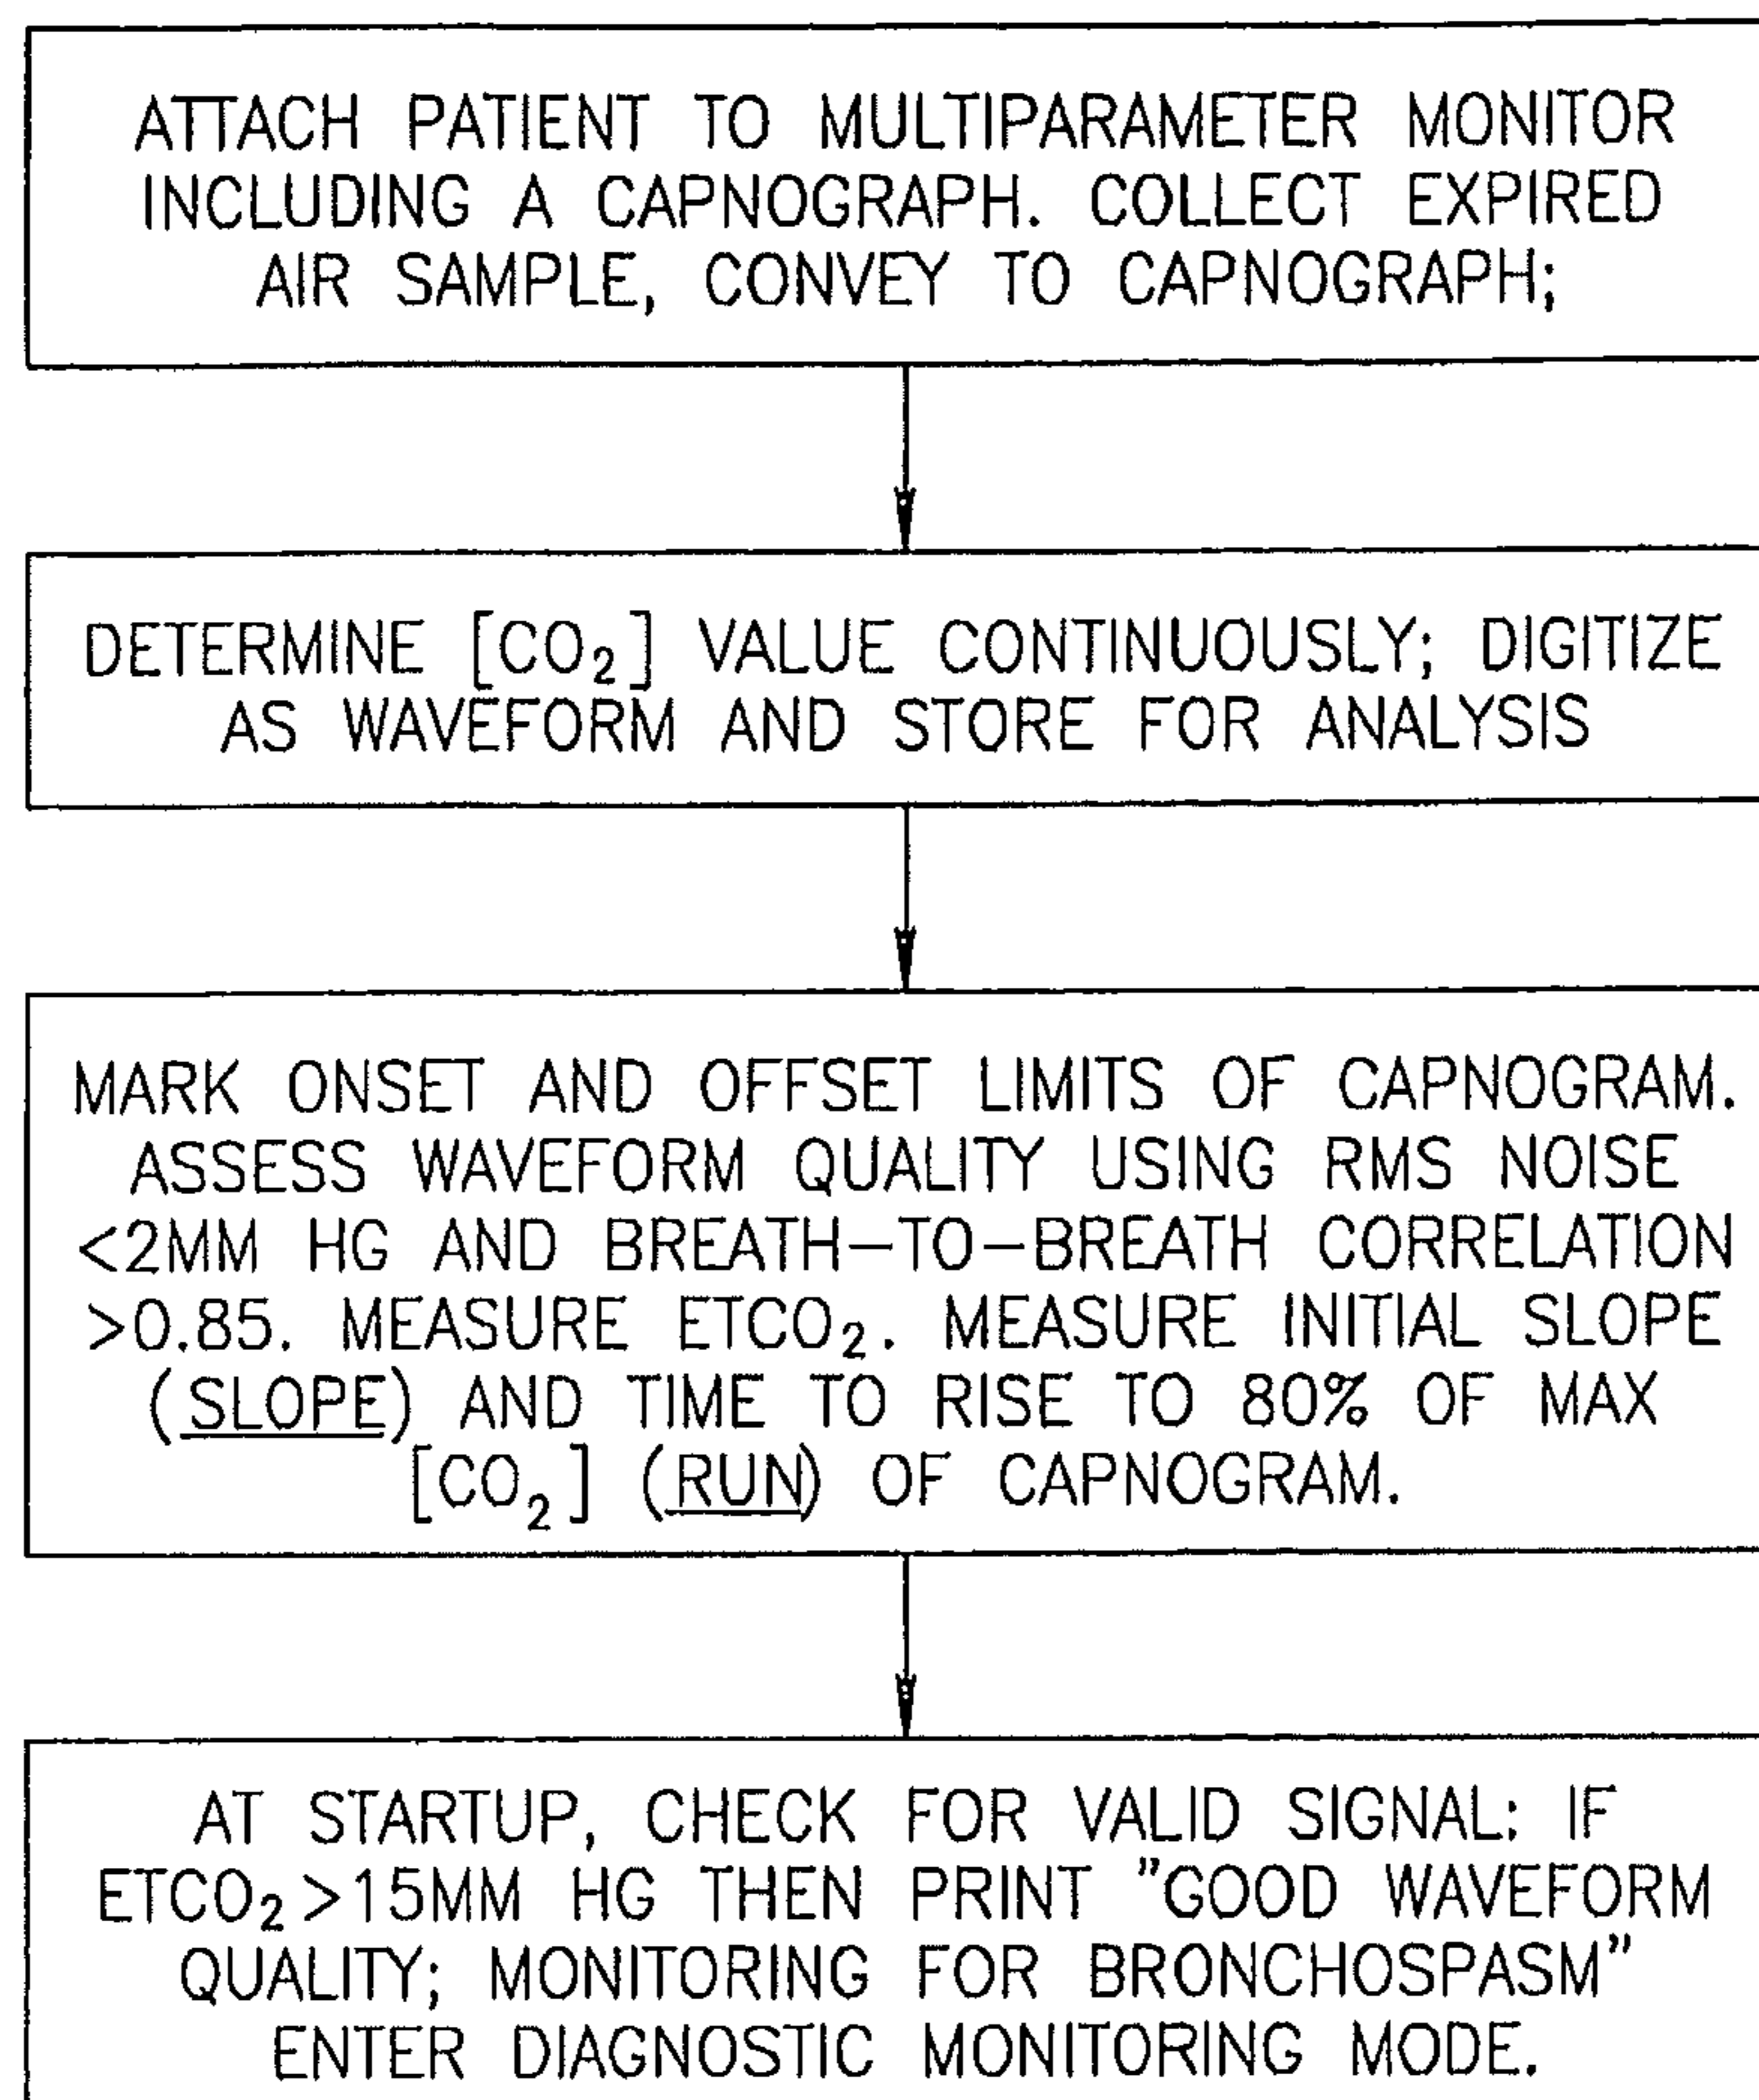 ATTACH PATIENT TO MULTIPARAMETER MONITOR
INCLUDING A CAPNOGRAPH. COLLECT EXPIRED
AIR SAMPLE, CONVEY TO CAPNOGRAPH;
DETERMINE [CO₂] VALUE CONTINUOUSLY; DIGITIZE
AS WAVEFORM AND STORE FOR ANALYSIS
MARK ONSET AND OFFSET LIMITS OF CAPNOGRAM.
ASSESS WAVEFORM QUALITY USING RMS NOISE
<2MM HG AND BREATH–TO–BREATH CORRELATION
>0.85. MEASURE ETCO₂. MEASURE INITIAL SLOPE
(SLOPE) AND TIME TO RISE TO 80% OF MAX
[CO₂] (RUN) OF CAPNOGRAM.
AT STARTUP, CHECK FOR VALID SIGNAL: IF
ETCO₂ >15MM HG THEN PRINT ”GOOD WAVEFORM
QUALITY; MONITORING FOR BRONCHOSPASM”
ENTER DIAGNOSTIC MONITORING MODE.